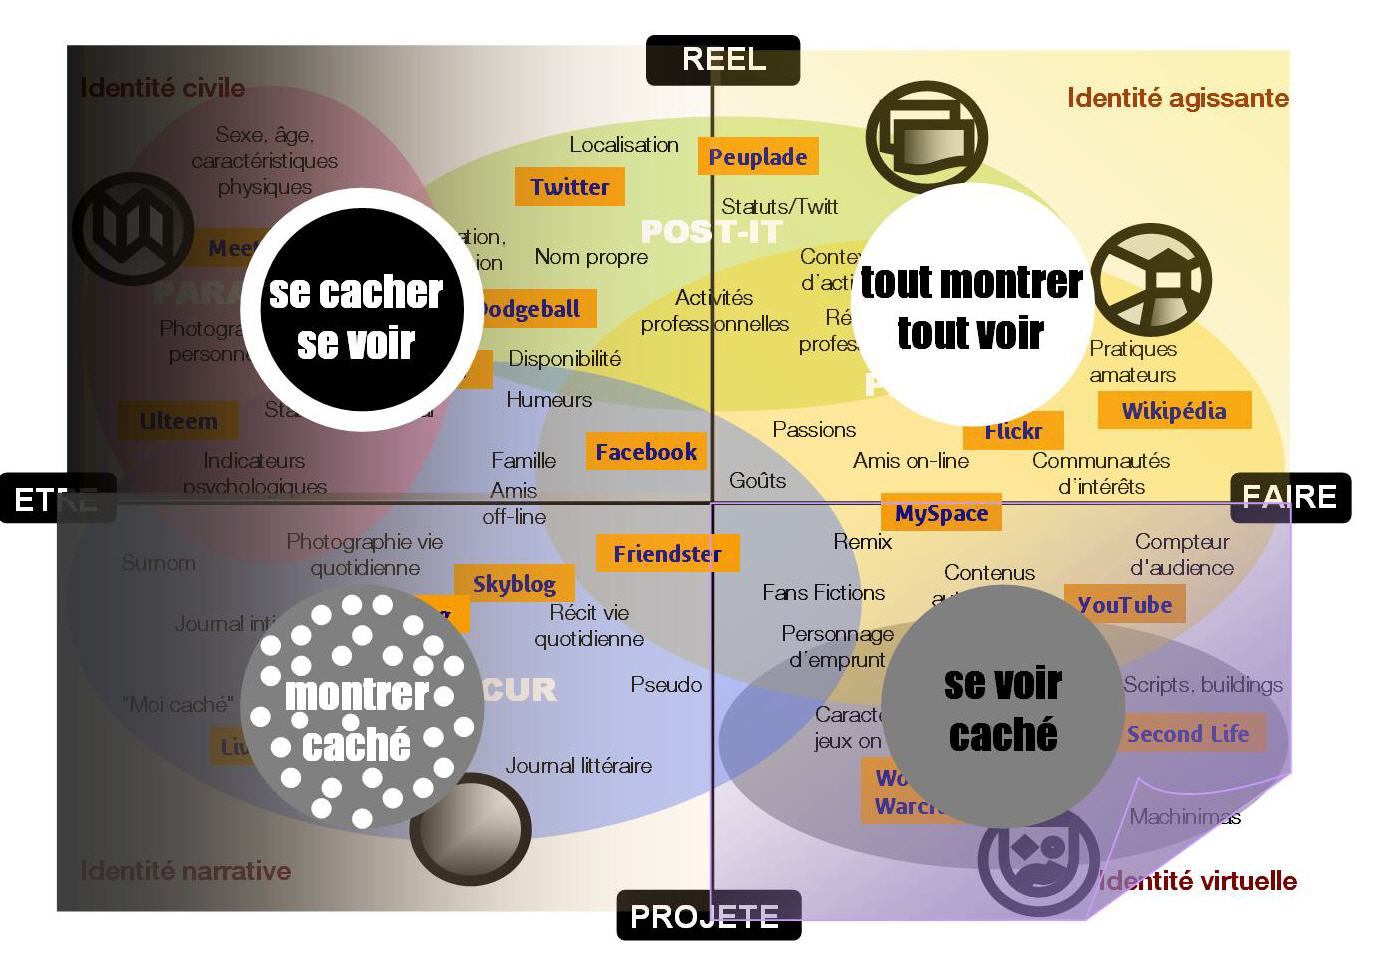 REEL
Identité civile
Identité agissante
Sexe, âge,
caractéristiques
physiques
Localisation
Peuplade
Twitter
Statuts/Twitt
POST-IT
Nom propre
se cacher
se voir
tout montrer
tout voir
Dodgeball
Activités
professionnelles
Disponibilité
Humeurs
Pratiques
amateurs
Wikipédia
Ulteem
Passions
Flickr
Facebook
Famille
Indicateurs
psychologiques
Goûts
Amis on-line
Communautés
d'intérêts
ETRE
FAIRE
Amis
off-line
MySpace
Photographie vie
quotidienne
Surnom
Friendster
Remix
Compteur
d'audience
Skyblog
Fans Fictions
Contenus
YouTube
Récit vie
quotidienne
Personnage
d'emprunt
montrer
caché
se voir
caché
"Moi caché"
Pseudo
Scripts, buildings
jeux on
Second Life
Journal littéraire
Machinimas
Identité narrative
Identité virtuelle
PROJETE